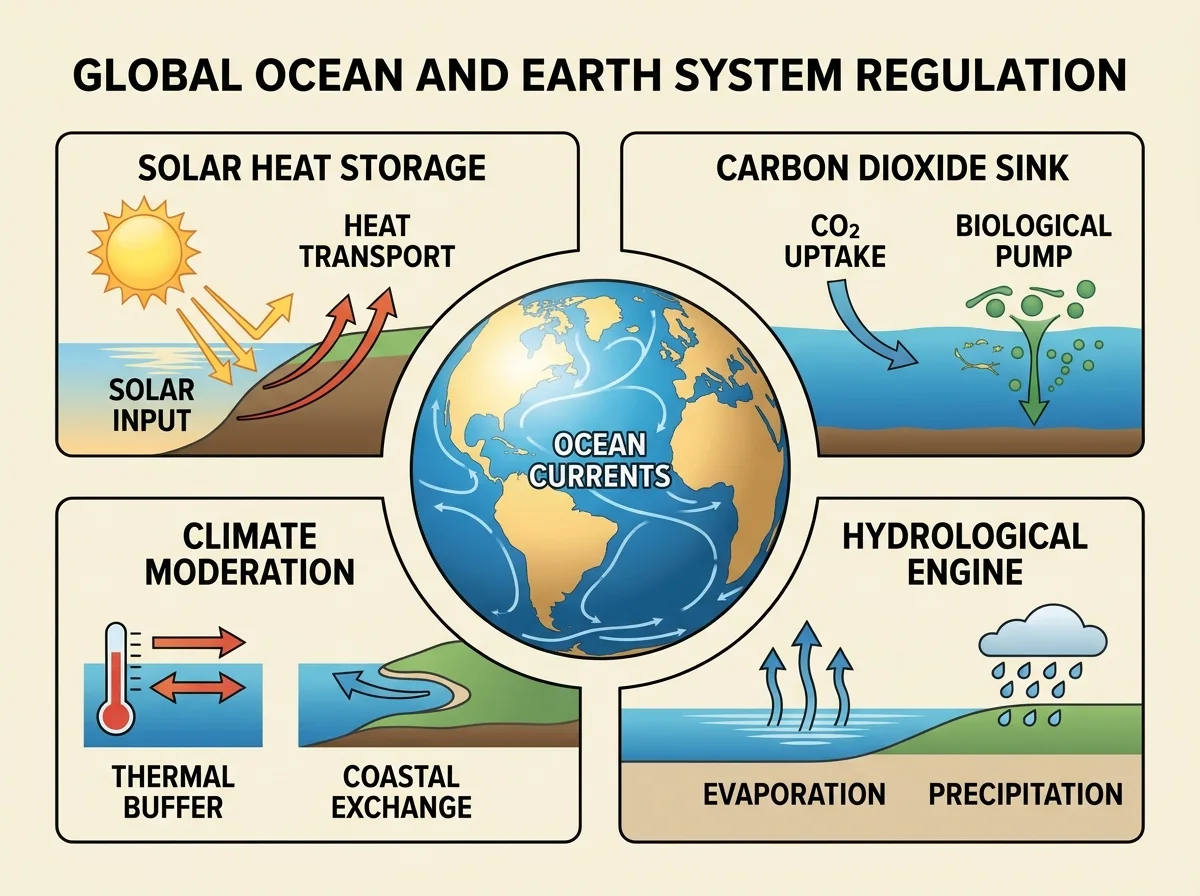 GLOBAL OCEAN AND EARTH SYSTEM REGULATION
SOLAR HEAT STORAGE
HEAT
TRANSPORT
SOLAR
INPUT
CARBON DIOXIDE SINK
CO₂
UPTAKE
BIOLOGICAL
PUMP
OCEAN
CURRENTS
CLIMATE
MODERATION
THERMAL
BUFFER
COASTAL
EXCHANGE
HYDROLOGICAL
ENGINE
EVAPORATION
PRECIPITATION